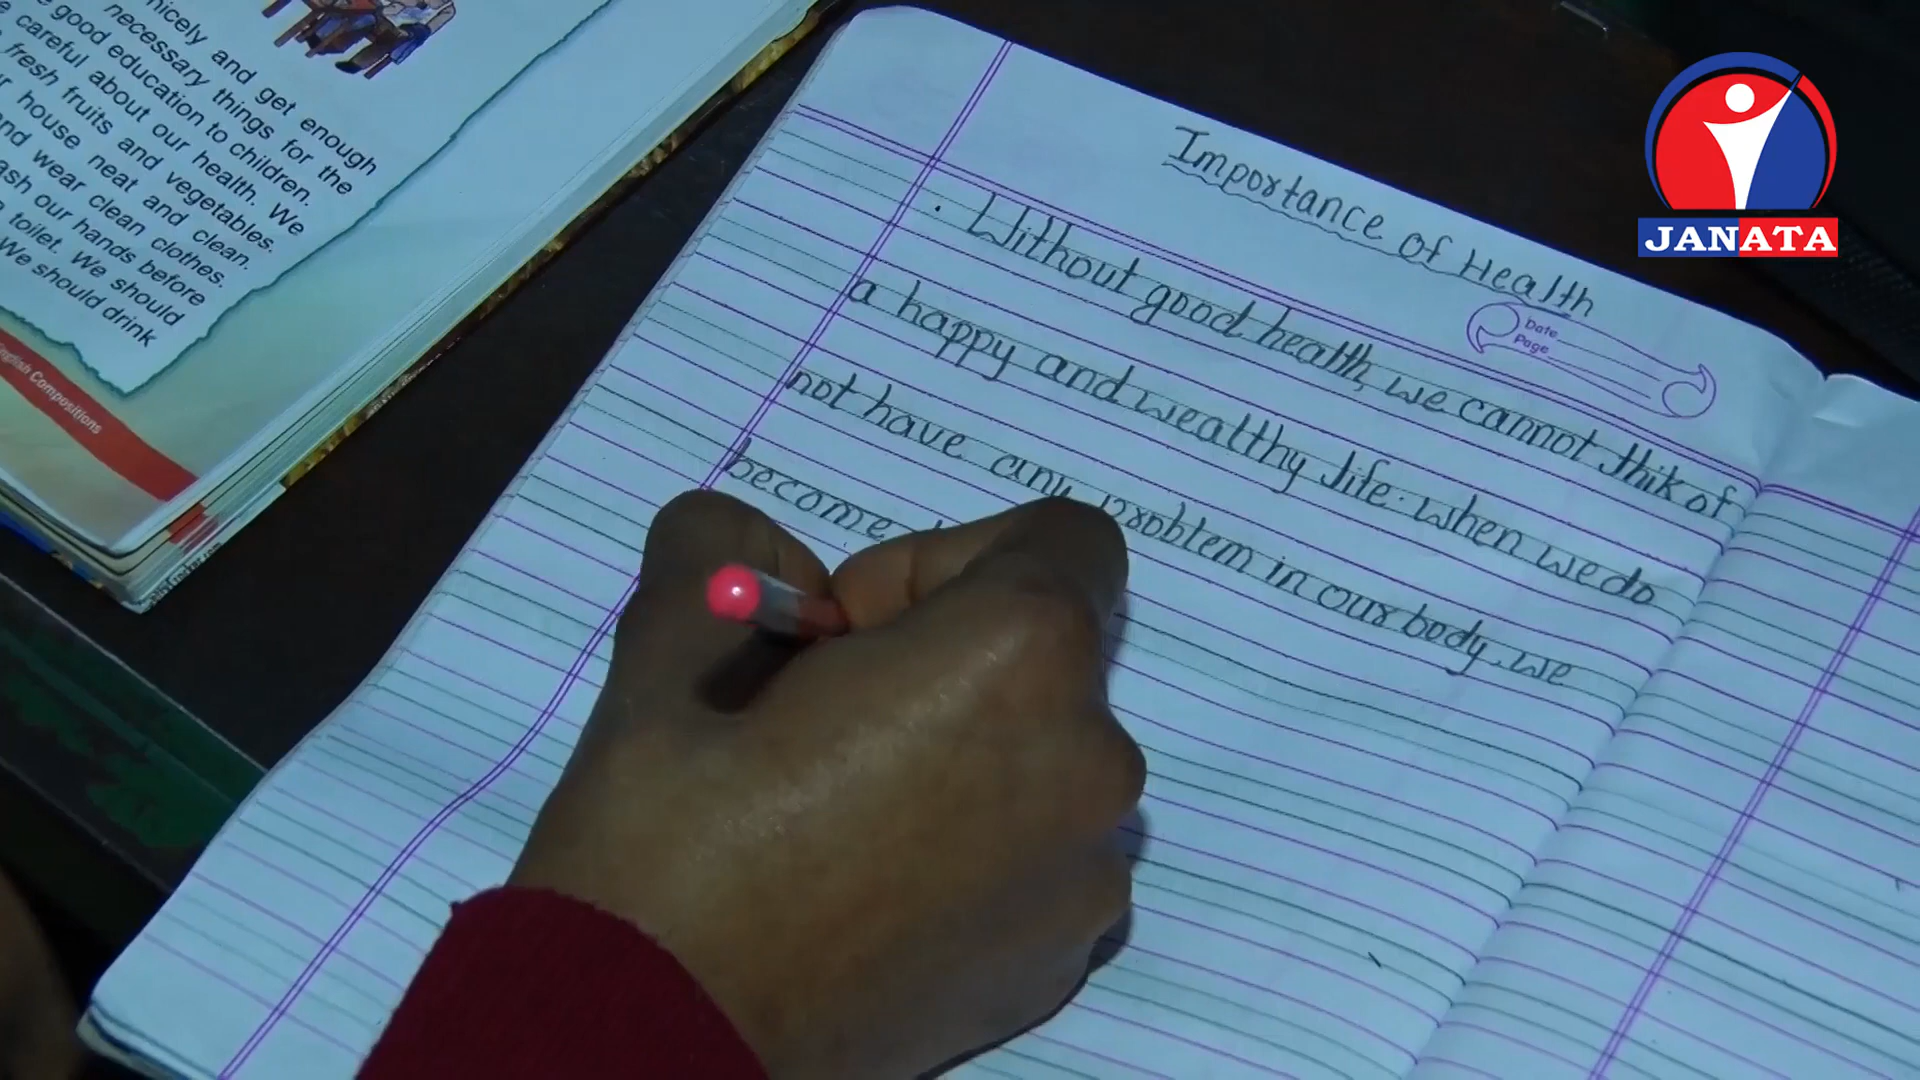 nicely and get enough
necessary things for the
good education to children.
careful about our health. We
fresh fruits and vegetables.
house neat and clean.
and wear clean clothes.
our hands before
toilet. We should
We should drink
English Compositions
JANATA
Importance of Health
Date
Page
Without good health, we cannot thik of
a happy and wealthy life. when we do
not have any problem in our body, we
become